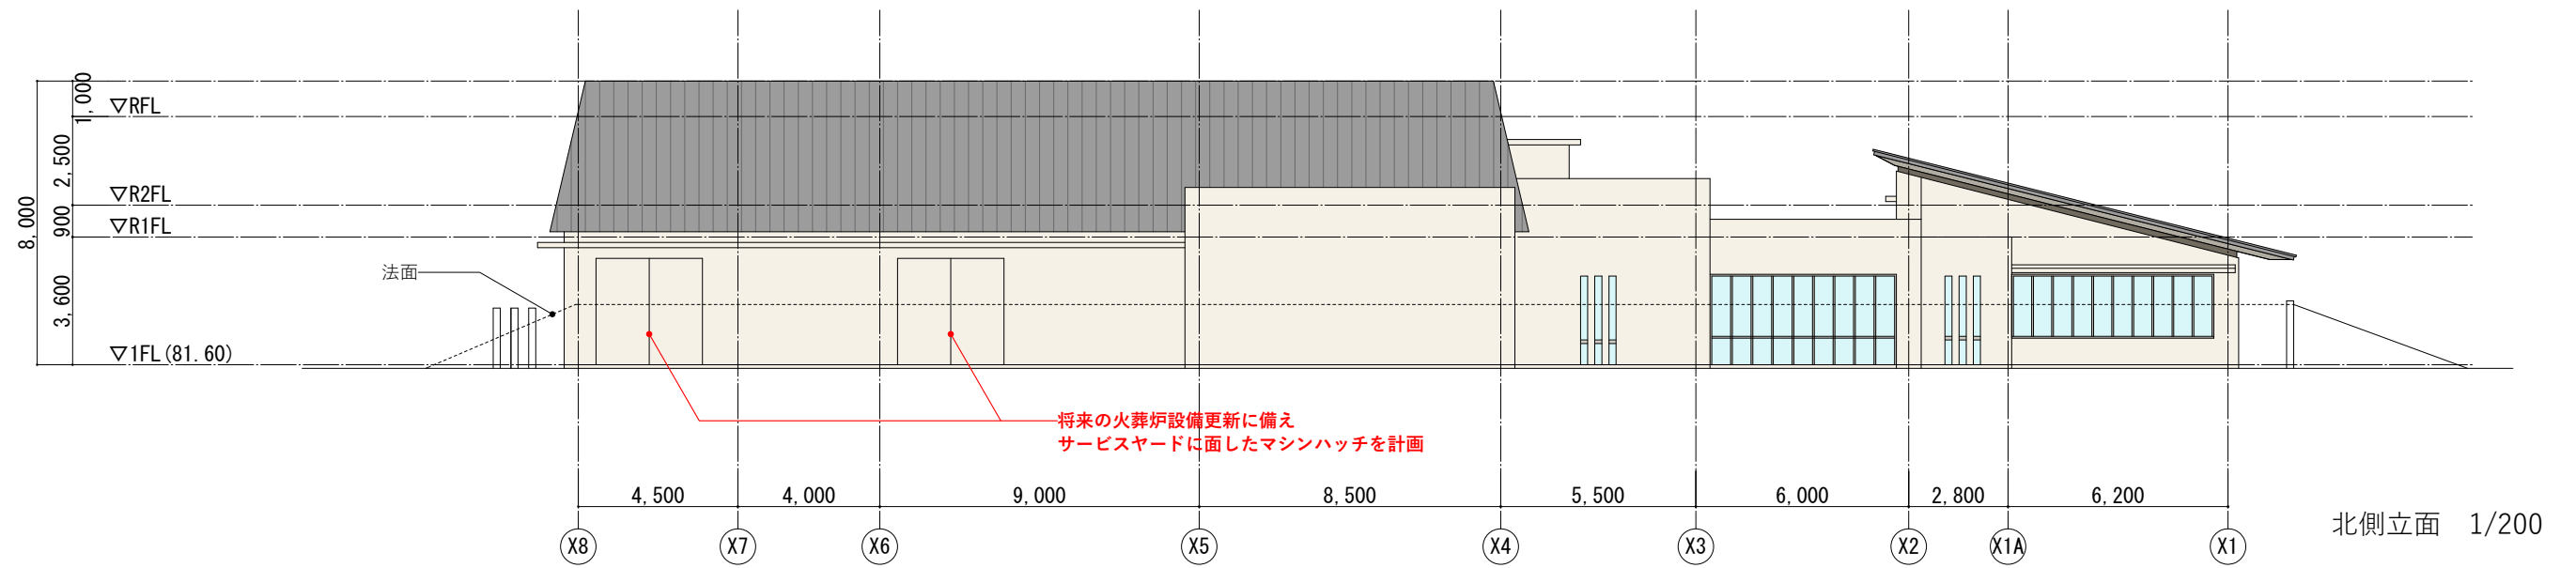 1,000
▽RFL
2,500
▽R2FL
8,000
900
▽R1FL
法面
3,600
▽1FL(81.60)
将来の火葬炉設備更新に備え
サービスヤードに面したマシンハッチを計画
4,500 4,000 9,000 8,500 5,500 6,000 2,800 6,200
北側立面 1/200
X8 X7 X6 X5 X4 X3 X2 X1A X1